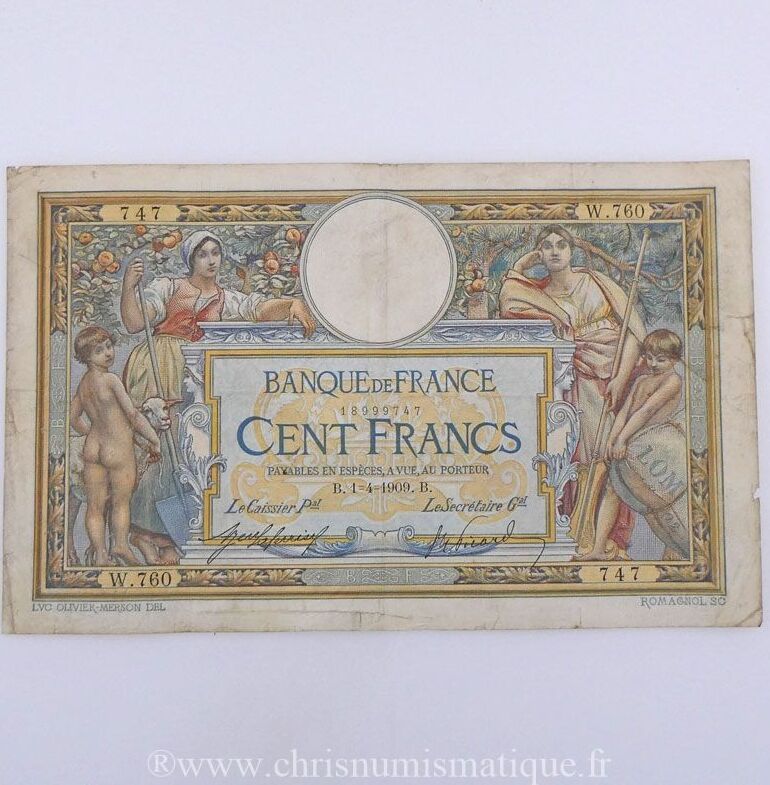 747
W.760
BANQUE DE FRANCE
18999747
CENT FRANCS
PAYABLES EN ESPÈCES, A VUE, AU PORTEUR
B. 1=4=1909. B.
Le Caissier Pal
Le Secrétaire Gal
10M
W.760
747
LVC OLIVIER-MERSON DEL
ROMAGNOL SC
®www.chrisnumismatique.fr